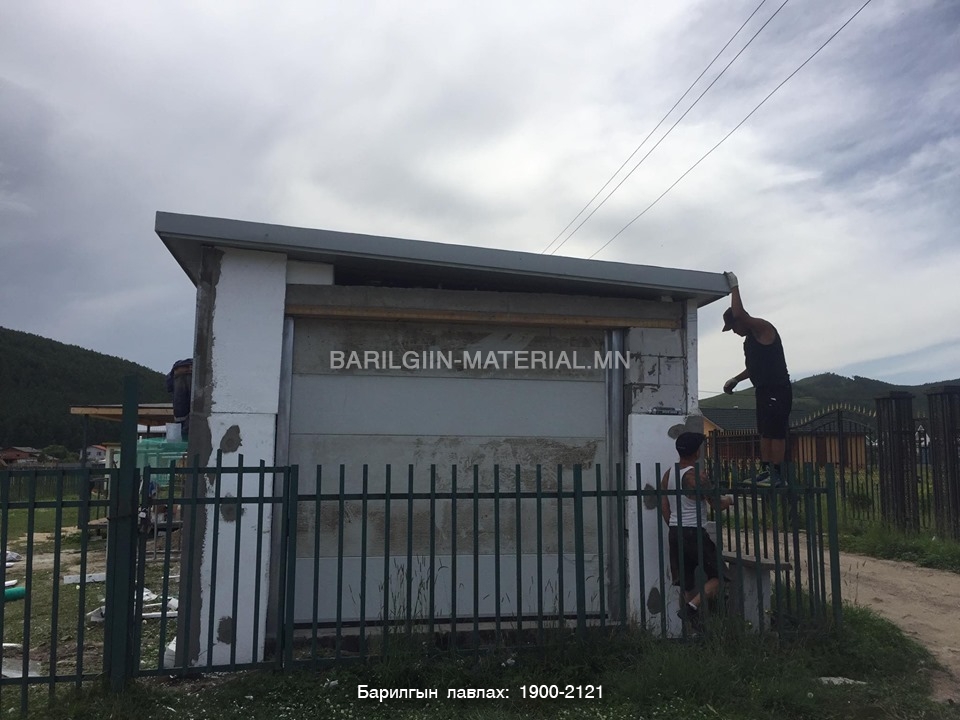 BARILGIIN-MATERIAL.MN
Барилгын лавлах: 1900-2121